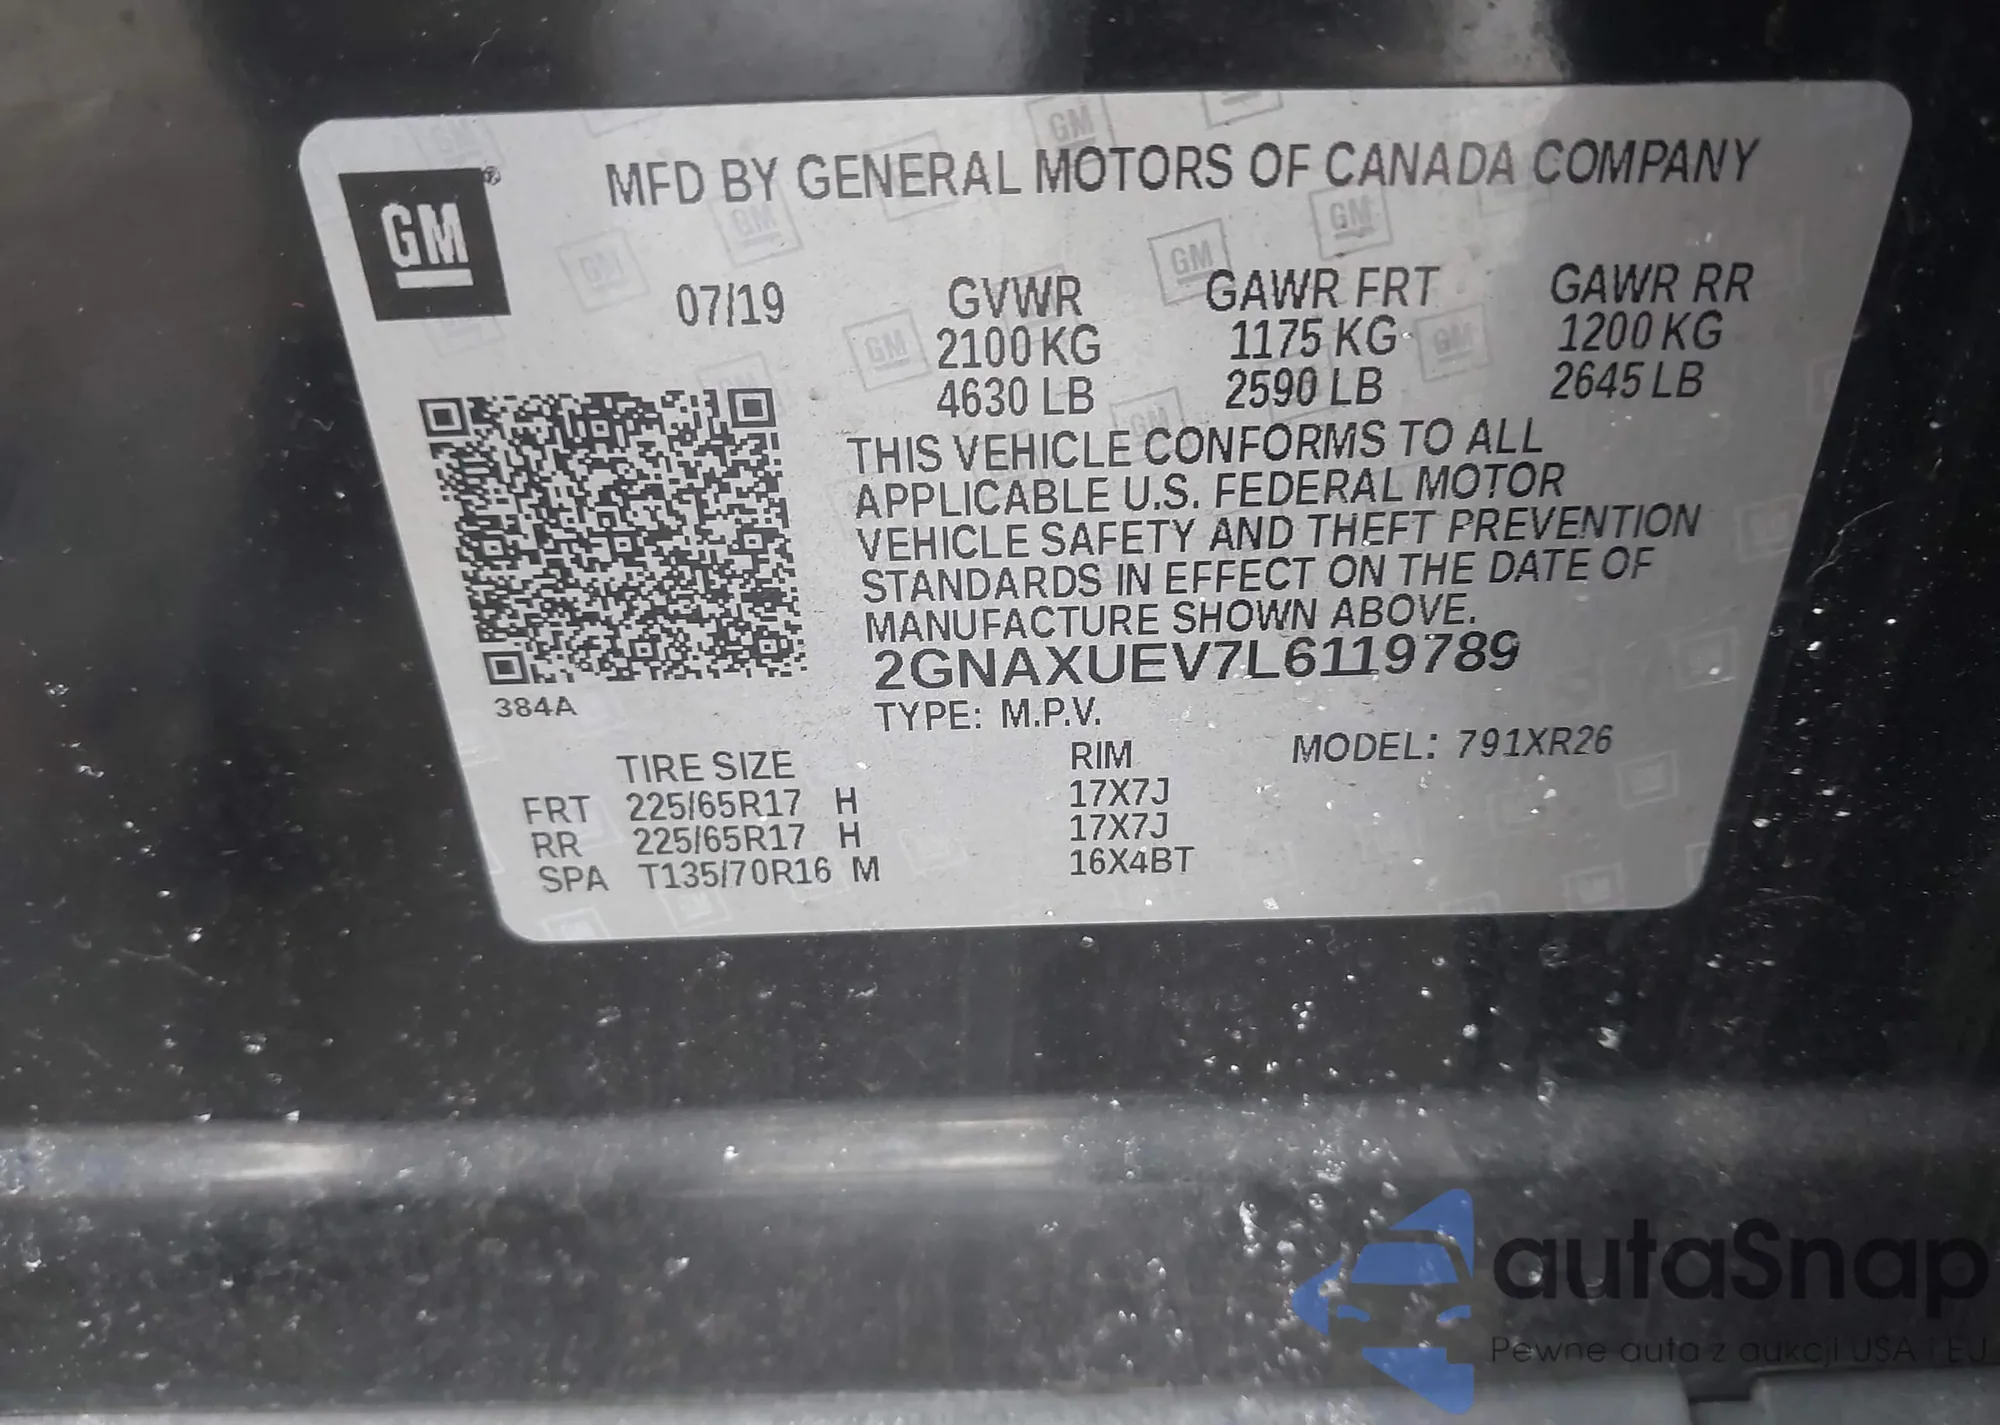 GM®
MFD BY GENERAL MOTORS OF CANADA COMPANY
07/19 GVWR GAWR FRT GAWR RR
2100 KG 1175 KG 1200 KG
4630 LB 2590 LB 2645 LB
THIS VEHICLE CONFORMS TO ALL
APPLICABLE U.S. FEDERAL MOTOR
VEHICLE SAFETY AND THEFT PREVENTION
STANDARDS IN EFFECT ON THE DATE OF
MANUFACTURE SHOWN ABOVE.
2GNAXUEV7L6119789
384A
TYPE: M.P.V.
TIRE SIZE RIM MODEL: 791XR26
FRT 225/65R17 H 17X7J
RR 225/65R17 H 17X7J
SPA T135/70R16 M 16X4BT
autaSnap
Pewne auta z aukcji USA i EU